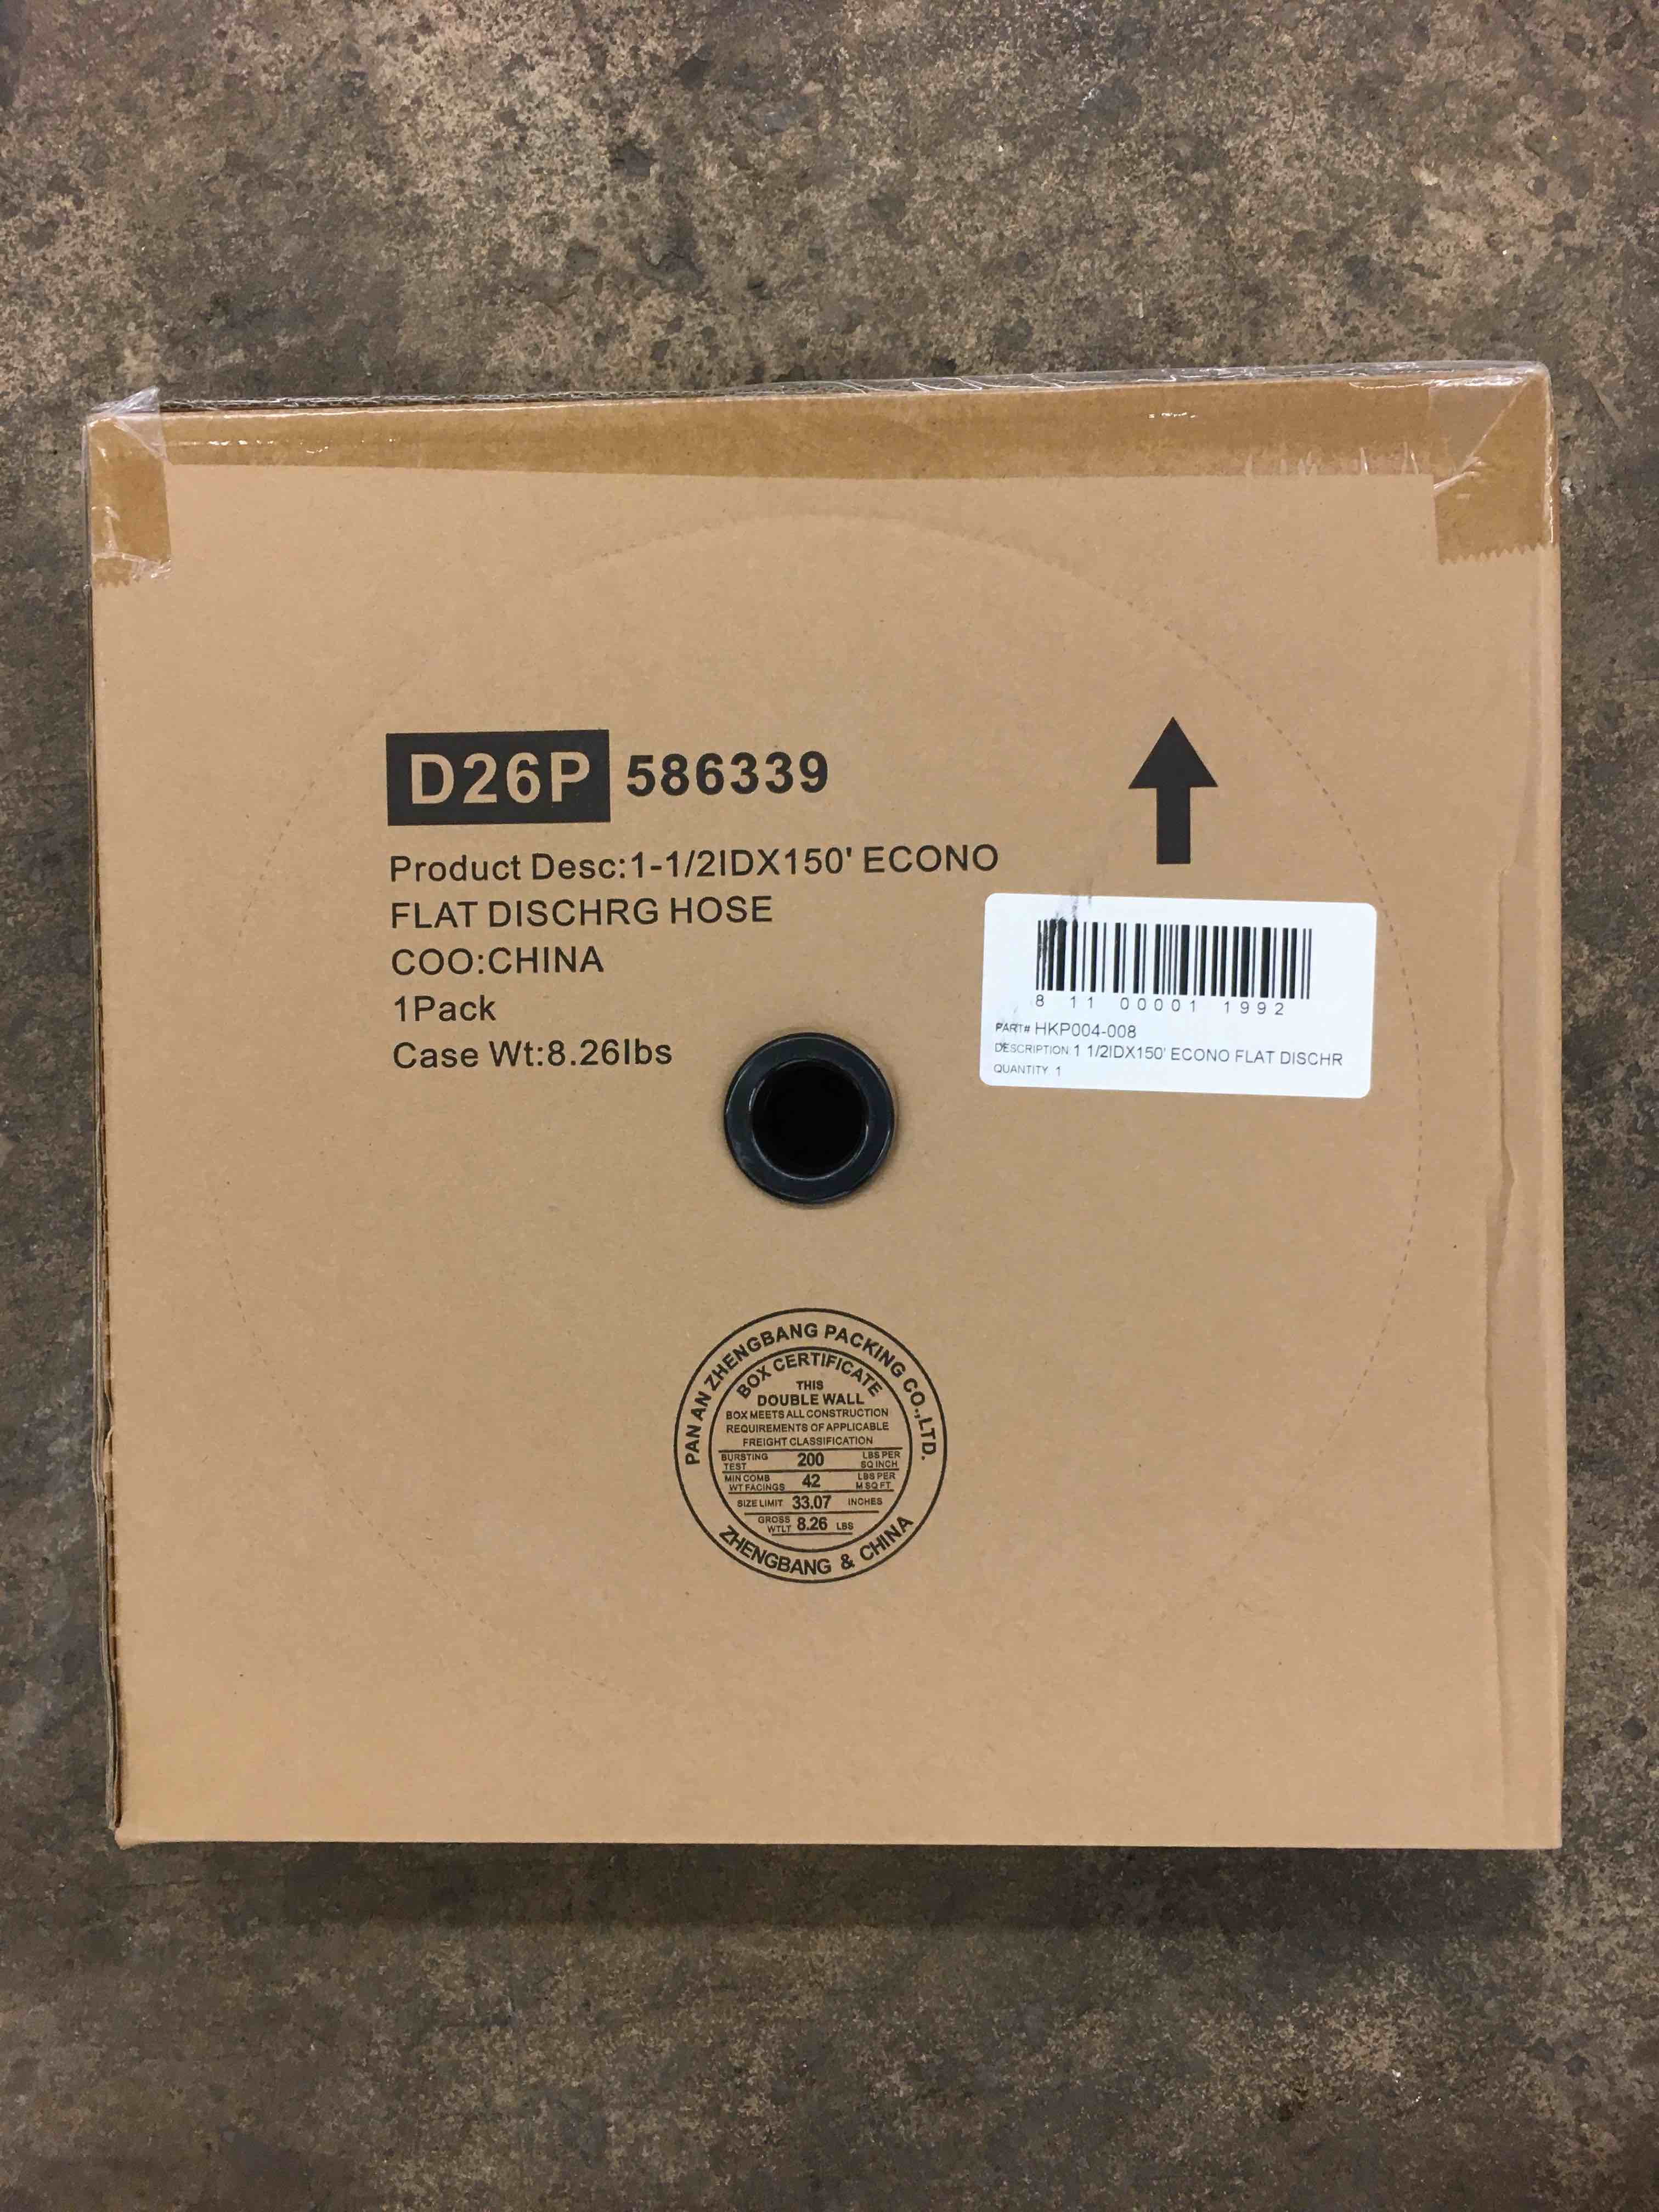 D26P 586339
Product Desc:1-1/2IDX150' ECONO
FLAT DISCHRG HOSE
COO:CHINA
1Pack
Case Wt:8.26lbs
8 11 00001 1992
PART# HKP004-008
DESCRIPTION 1 1/2IDX150' ECONO FLAT DISCHR
QUANTITY 1
PAN AN ZHENGBANG PACKING CO.,LTD.
BOX CERTIFICATE
THIS
DOUBLE WALL
BOX MEETS ALL CONSTRUCTION
REQUIREMENTS OF APPLICABLE
FREIGHT CLASSIFICATION
BURSTING TEST 200 LBS PER SQ INCH
MIN COMB WT FACINGS 42 LBS PER M SQ FT
SIZE LIMIT 33.07 INCHES
GROSS WTLT 8.26 LBS
ZHENGBANG & CHINA